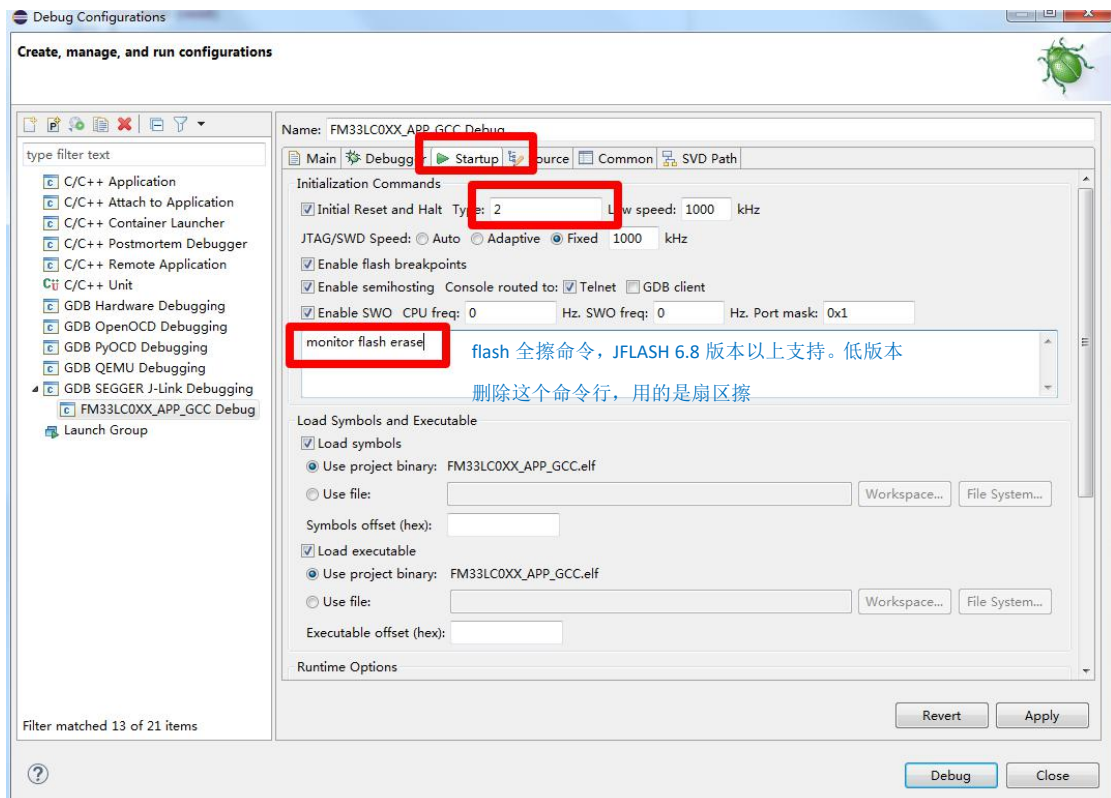 Debug Configurations
Create, manage, and run configurations
type filter text
C/C++ Application
C/C++ Attach to Application
C/C++ Container Launcher
C/C++ Postmortem Debugger
C/C++ Remote Application
C/C++ Unit
GDB Hardware Debugging
GDB OpenOCD Debugging
GDB PyOCD Debugging
GDB QEMU Debugging
GDB SEGGER J-Link Debugging
FM33LC0XX_APP_GCC Debug
Launch Group
Filter matched 13 of 21 items
Name: FM33LC0XX_APP_GCC Debug
Main Debugger Startup Source Common SVD Path
Initialization Commands
Initial Reset and Halt Type: 2 Low speed: 1000 kHz
JTAG/SWD Speed: Auto Adaptive Fixed 1000 kHz
Enable flash breakpoints
Enable semihosting Console routed to: Telnet GDB client
Enable SWO CPU freq: 0 Hz. SWO freq: 0 Hz. Port mask: 0x1
monitor flash erase
flash 全擦命令，JFLASH 6.8 版本以上支持。低版本
删除这个命令行，用的是扇区擦
Load Symbols and Executable
Load symbols
Use project binary: FM33LC0XX_APP_GCC.elf
Use file: Workspace... File System...
Symbols offset (hex):
Load executable
Use project binary: FM33LC0XX_APP_GCC.elf
Use file: Workspace... File System...
Executable offset (hex):
Runtime Options
Revert Apply
Debug Close